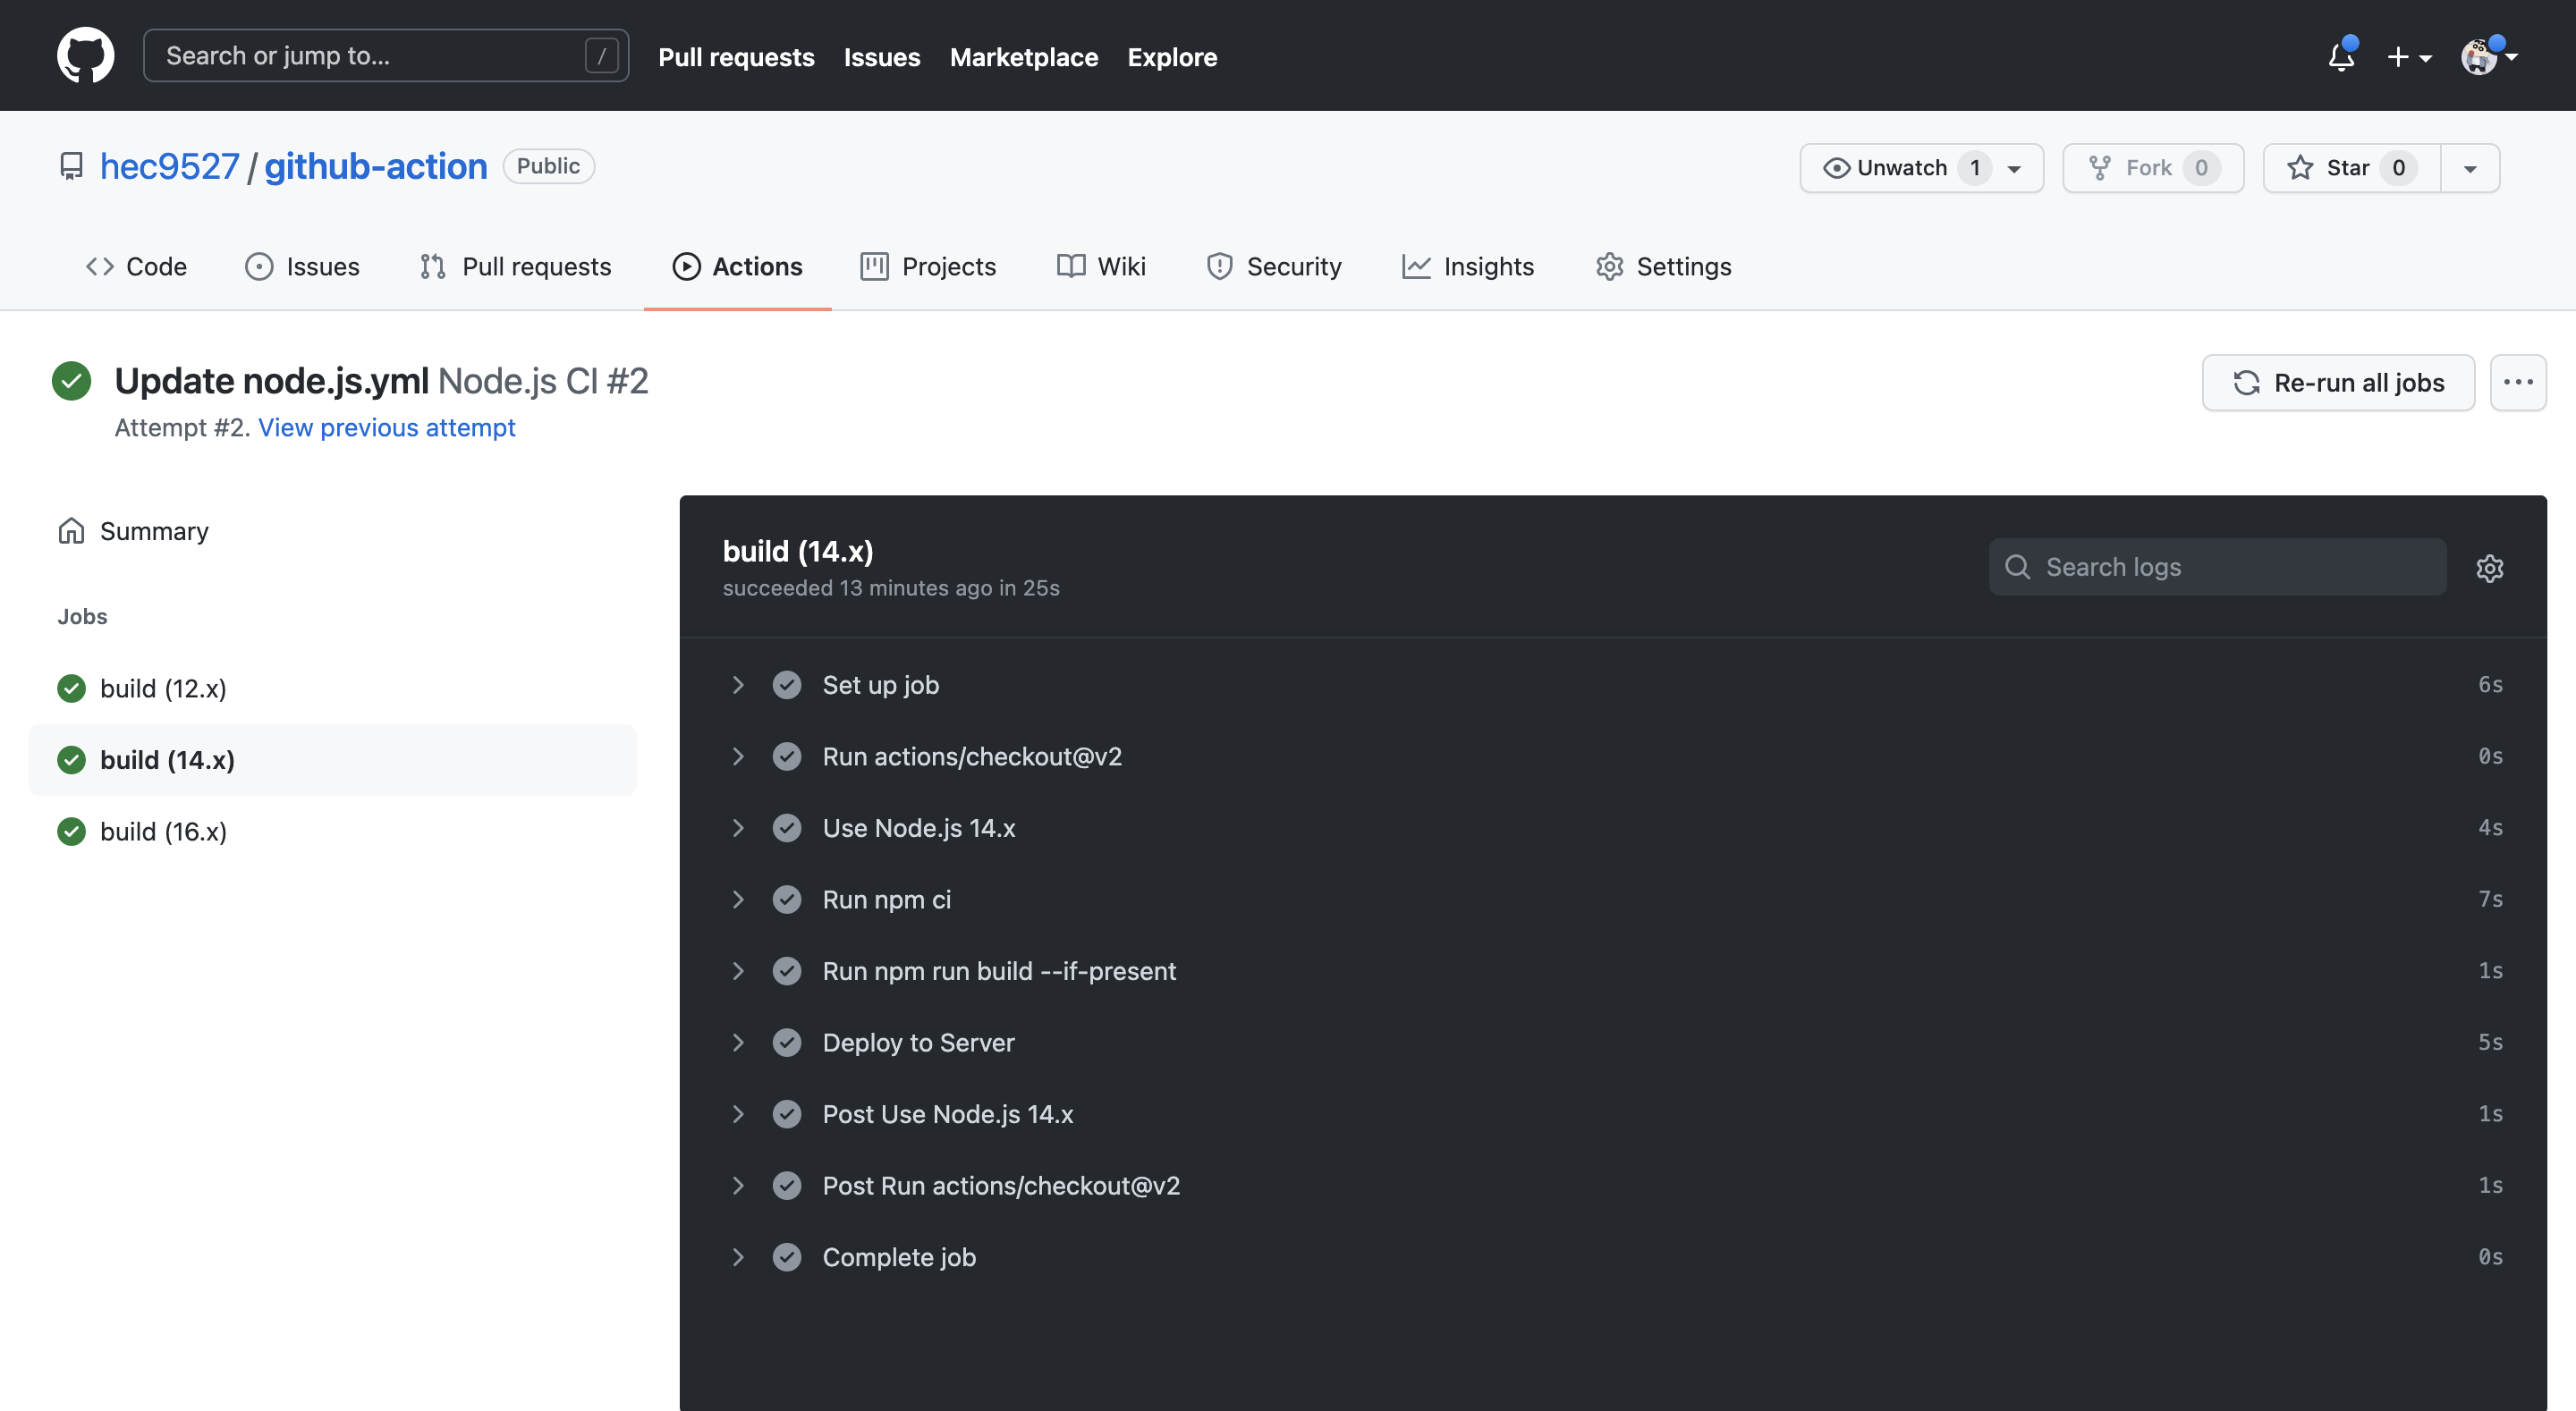 Search or jump to... / Pull requests Issues Marketplace Explore
hec9527 / github-action Public Unwatch 1 Fork 0 Star 0
Code Issues Pull requests Actions Projects Wiki Security Insights Settings
Update node.js.yml Node.js CI #2 Re-run all jobs
Attempt #2. View previous attempt
Summary
Jobs
build (12.x)
build (14.x)
build (16.x)
build (14.x)
succeeded 13 minutes ago in 25s
Search logs
Set up job 6s
Run actions/checkout@v2 0s
Use Node.js 14.x 4s
Run npm ci 7s
Run npm run build --if-present 1s
Deploy to Server 5s
Post Use Node.js 14.x 1s
Post Run actions/checkout@v2 1s
Complete job 0s